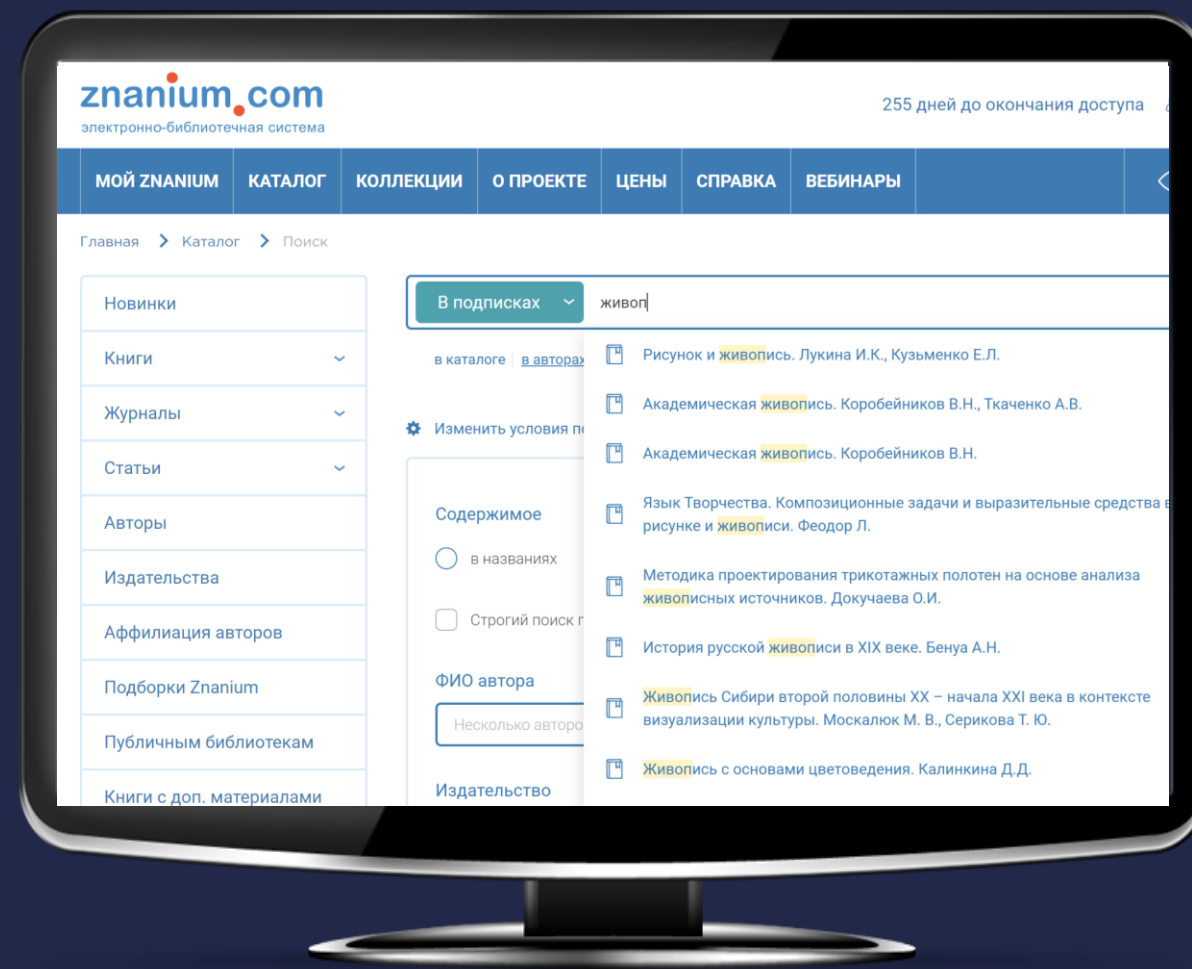 znanium.com
электронно-библиотечная система
255 дней до окончания доступа
МОЙ ZNANIUM КАТАЛОГ КОЛЛЕКЦИИ О ПРОЕКТЕ ЦЕНЫ СПРАВКА ВЕБИНАРЫ
Главная Каталог Поиск
Новинки
Книги
Журналы
Статьи
Авторы
Издательства
Аффилиация авторов
Подборки Znanium
Публичным библиотекам
Книги с доп. материалами
В подписках живоп
в каталоге в авторах
Изменить условия
Содержимое
в названиях
Строгий поиск
ФИО автора
Несколько
Издательство
Рисунок и живопись. Лукина И.К., Кузьменко Е.Л.
Академическая живопись. Коробейников В.Н., Ткаченко А.В.
Академическая живопись. Коробейников В.Н.
Язык Творчества. Композиционные задачи и выразительные средства в
рисунке и живописи. Феодор Л.
Методика проектирования трикотажных полотен на основе анализа
живописных источников. Докучаева О.И.
История русской живописи в XIX веке. Бенуа А.Н.
Живопись Сибири второй половины XX – начала XXI века в контексте
визуализации культуры. Москалюк М. В., Серикова Т. Ю.
Живопись с основами цветоведения. Калинкина Д.Д.